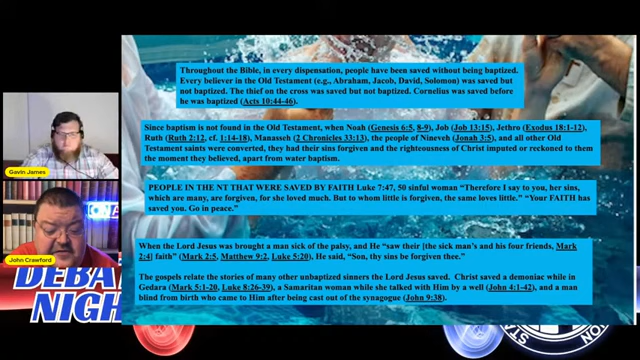 Throughout the Bible, in every dispensation, people have been saved without being baptized.
Every believer in the Old Testament (e.g., Abraham, Jacob, David, Solomon) was saved but
not baptized. The thief on the cross was saved but not baptized. Cornelius was saved before
he was baptized (Acts 10:44-46).
Since baptism is not found in the Old Testament, when Noah (Genesis 6:5, 8-9), Job (Job 13:15), Jethro (Exodus 18:1-12),
Ruth (Ruth 2:12, cf. 1:14-18), Manasseh (2 Chronicles 33:13), the people of Nineveh (Jonah 3:5), and all other Old
Testament saints were converted, they had their sins forgiven and the righteousness of Christ imputed or reckoned to them
the moment they believed, apart from water baptism.
Gavin James
PEOPLE IN THE NT THAT WERE SAVED BY FAITH Luke 7:47, 50 sinful woman “Therefore I say to you, her sins,
which are many, are forgiven, for she loved much. But to whom little is forgiven, the same loves little.” “Your FAITH has
saved you. Go in peace.”
When the Lord Jesus was brought a man sick of the palsy, and He “saw their [the sick man's and his four friends, Mark
2:4] faith” (Mark 2:5, Matthew 9:2, Luke 5:20), He said, “Son, thy sins be forgiven thee.”
John Crawford
The gospels relate the stories of many other unbaptized sinners the Lord Jesus saved. Christ saved a demoniac while in
Gedara (Mark 5:1-20, Luke 8:26-39), a Samaritan woman while she talked with Him by a well (John 4:1-42), and a man
blind from birth who came to Him after being cast out of the synagogue (John 9:38).
NIGH